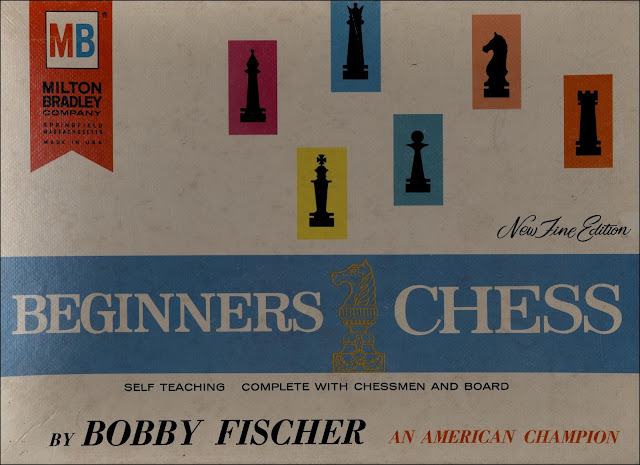 MB®
MILTON
BRADLEY
COMPANY
SPRINGFIELD
MASSACHUSETTS
MADE IN USA
New Fine Edition
BEGINNERS CHESS
SELF TEACHING COMPLETE WITH CHESSMEN AND BOARD
BY BOBBY FISCHER AN AMERICAN CHAMPION